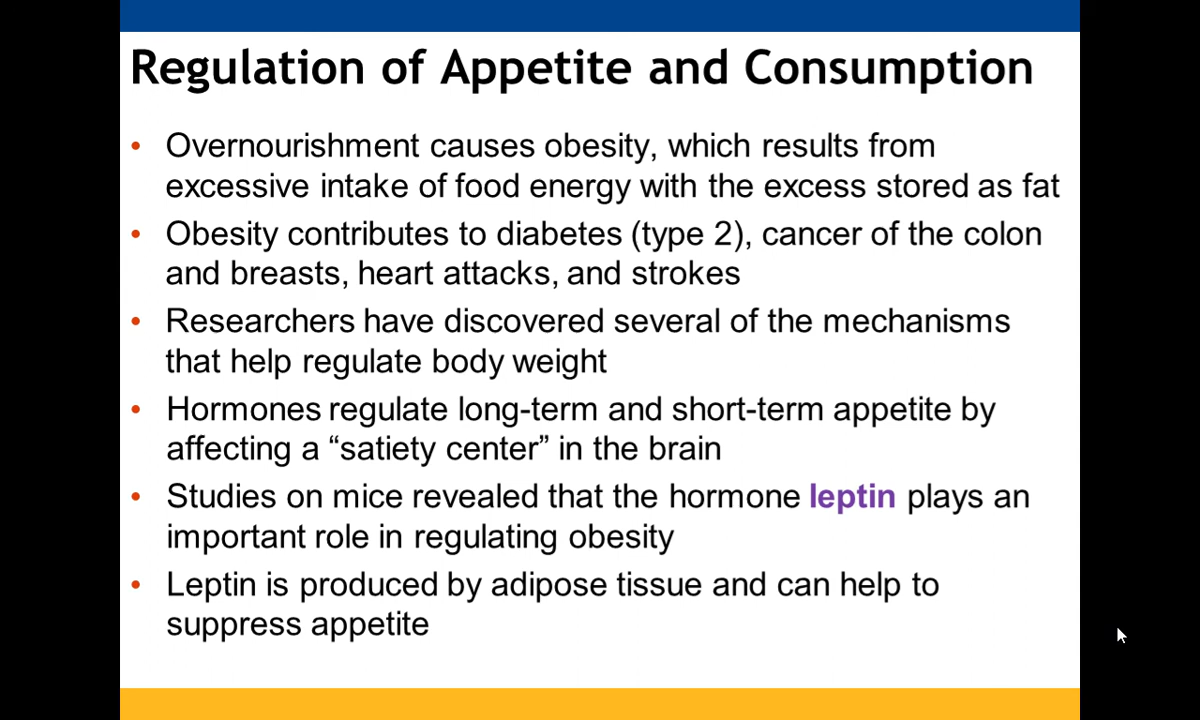 Regulation of Appetite and Consumption
• Overnourishment causes obesity, which results from
excessive intake of food energy with the excess stored as fat
• Obesity contributes to diabetes (type 2), cancer of the colon
and breasts, heart attacks, and strokes
• Researchers have discovered several of the mechanisms
that help regulate body weight
• Hormones regulate long-term and short-term appetite by
affecting a “satiety center” in the brain
• Studies on mice revealed that the hormone leptin plays an
important role in regulating obesity
• Leptin is produced by adipose tissue and can help to
suppress appetite